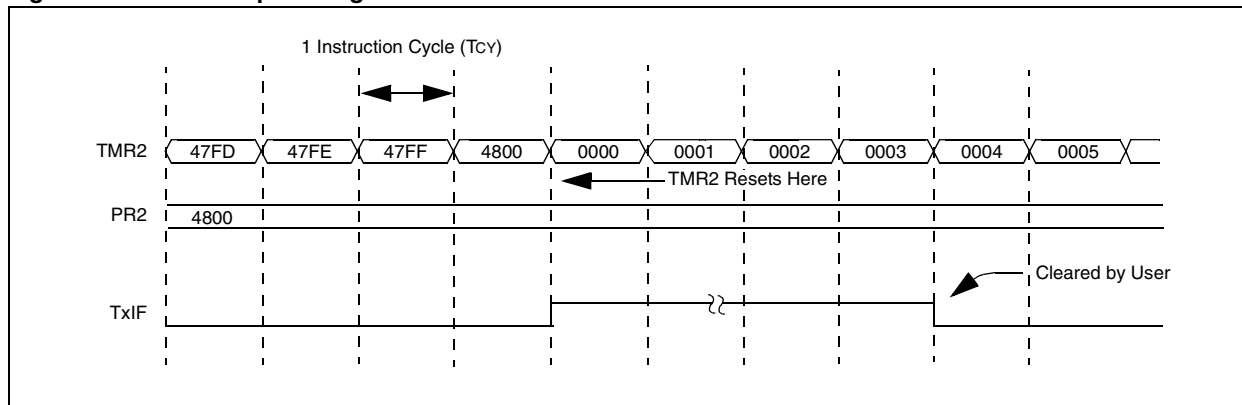 1 Instruction Cycle (TCY)
TMR2 47FD 47FE 47FF 4800 0000 0001 0002 0003 0004 0005
TMR2 Resets Here
PR2 4800
Cleared by User
TxIF